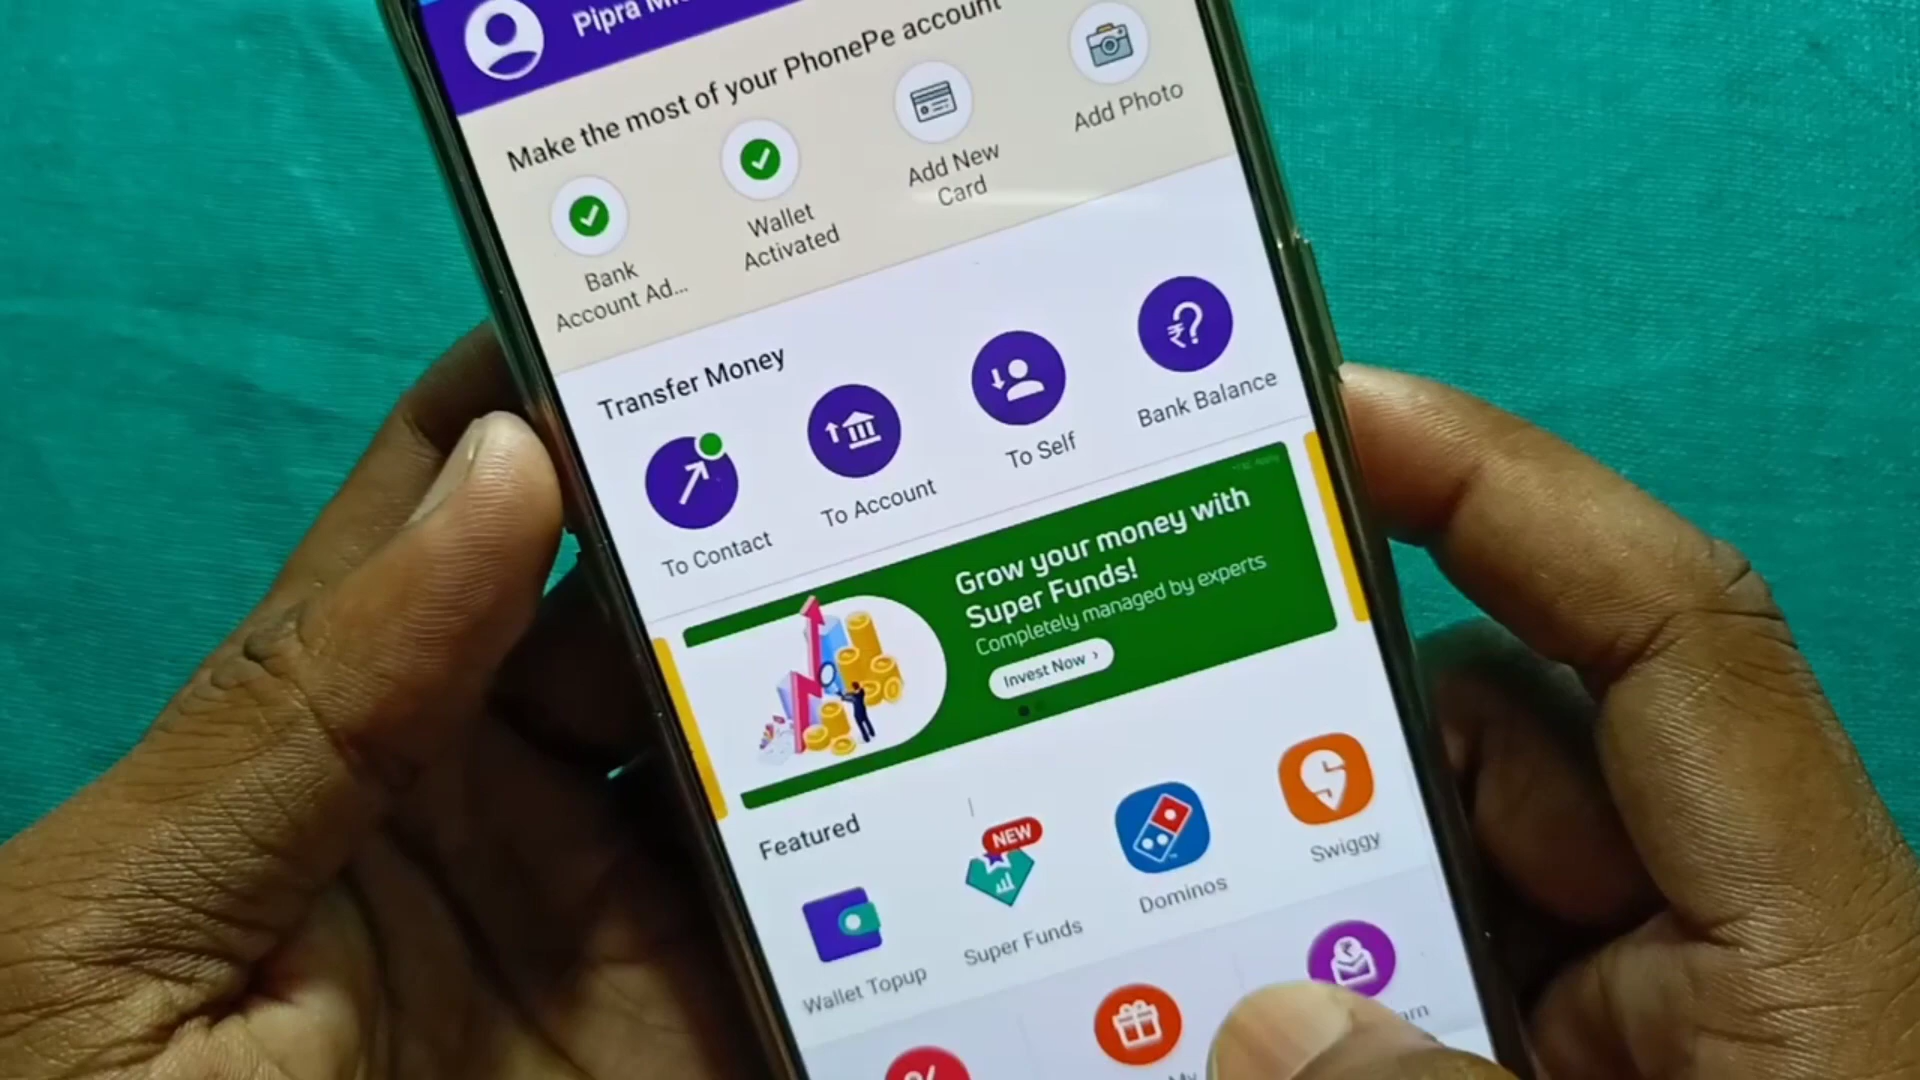 Pipra
Make the most of your PhonePe account
Bank
Account Ad...
Wallet
Activated
Add New
Card
Add Photo
Transfer Money
To Contact
To Account
To Self
Bank Balance
Grow your money with
Super Funds!
Completely managed by experts
Invest Now ›
Featured
NEW
Wallet Topup
Super Funds
Dominos
Swiggy
My